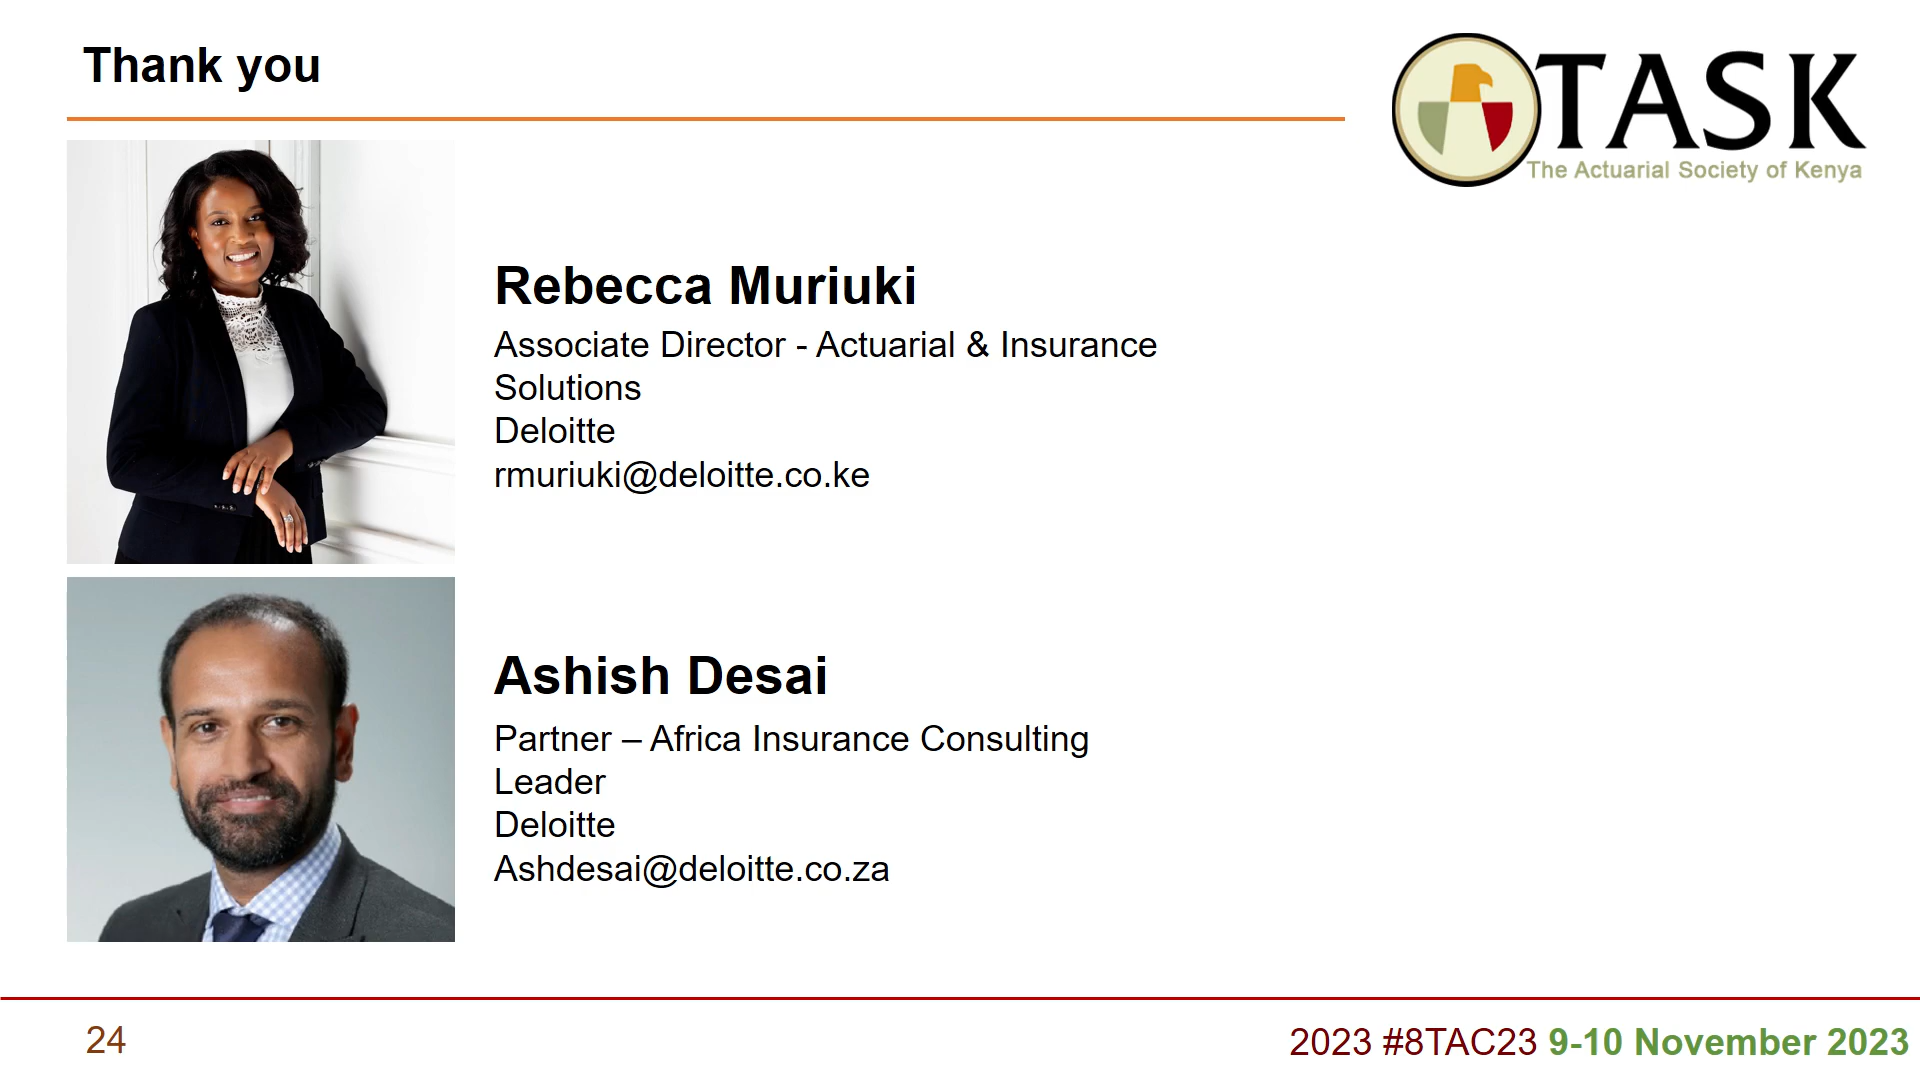 Thank you
TASK
The Actuarial Society of Kenya
Rebecca Muriuki
Associate Director - Actuarial & Insurance
Solutions
Deloitte
rmuriuki@deloitte.co.ke
Ashish Desai
Partner – Africa Insurance Consulting
Leader
Deloitte
Ashdesai@deloitte.co.za
24
2023 #8TAC23 9-10 November 2023